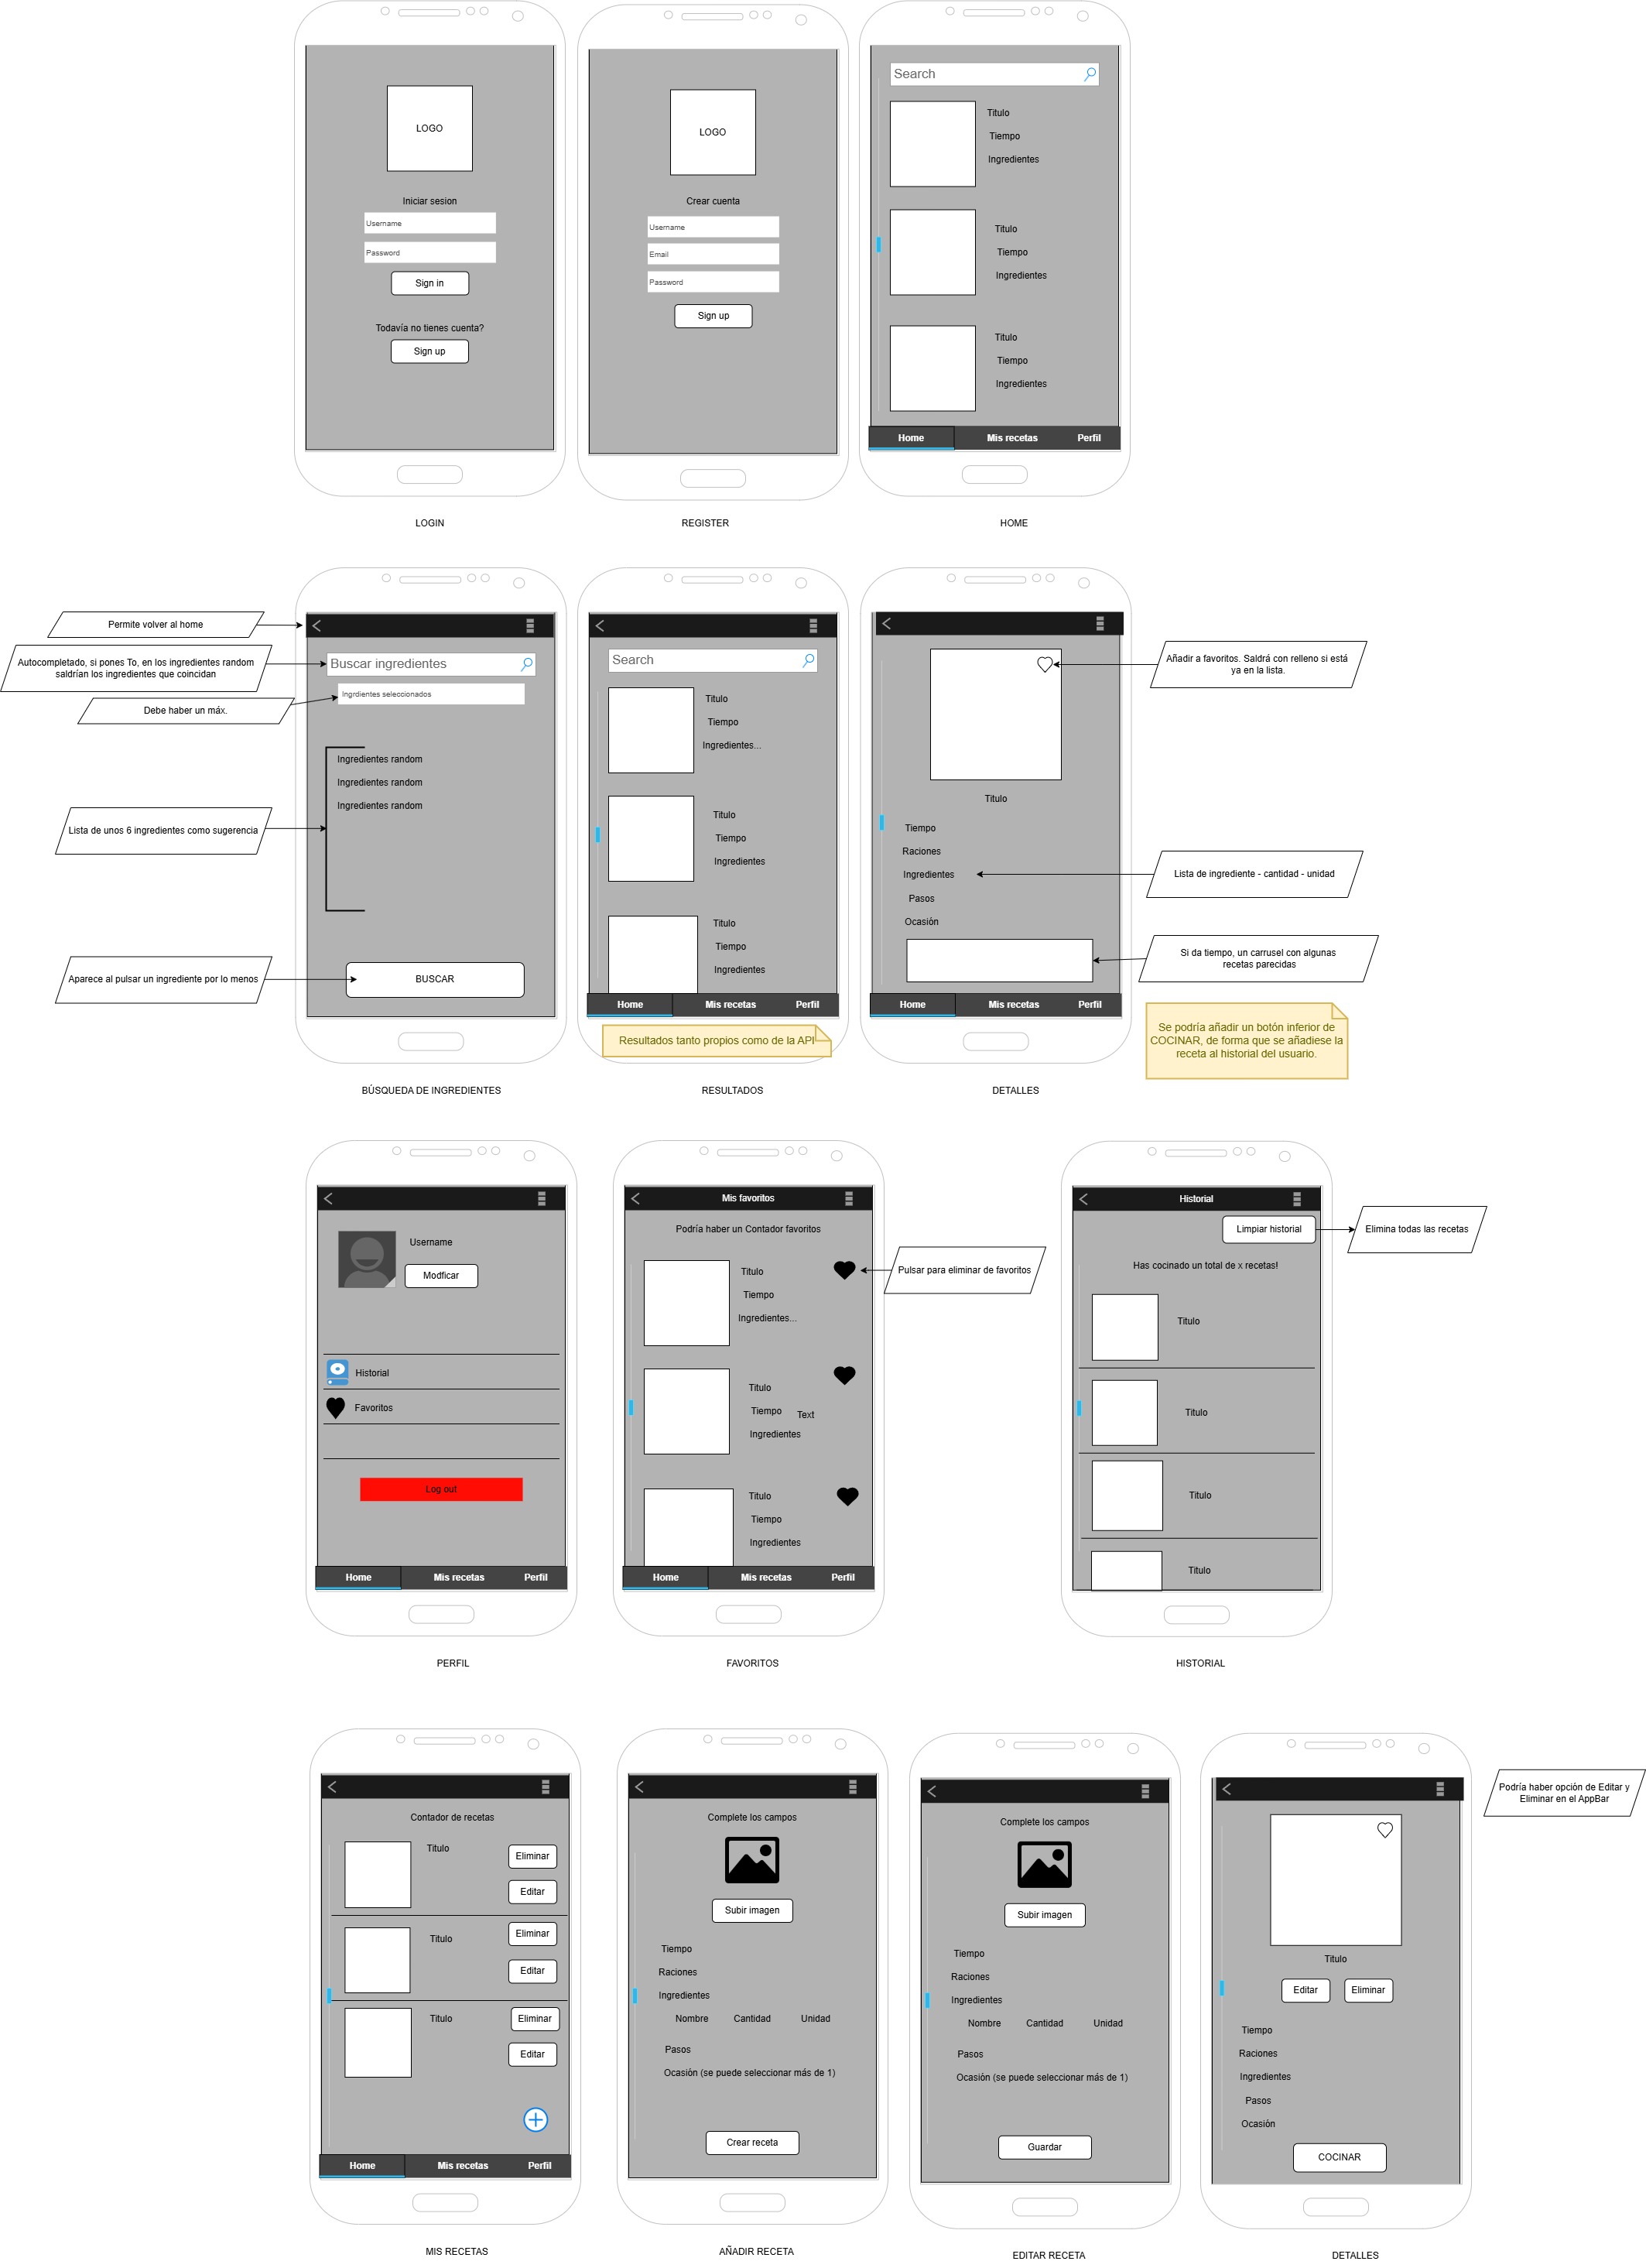 LOGO
Iniciar sesion
Username
Password
Sign in
Todavía no tienes cuenta?
Sign up
LOGIN
LOGO
Crear cuenta
Username
Email
Password
Sign up
REGISTER
Search
Titulo
Tiempo
Ingredientes
Titulo
Tiempo
Ingredientes
Titulo
Tiempo
Ingredientes
Home
Mis recetas
Perfil
HOME
Permite volver al home
Autocompletado, si pones To, en los ingredientes random
saldrían los ingredientes que coincidan
Debe haber un máx.
Lista de unos 6 ingredientes como sugerencia
Aparece al pulsar un ingrediente por lo menos
Buscar ingredientes
Ingrdientes seleccionados
Ingredientes random
Ingredientes random
Ingredientes random
BUSCAR
BÚSQUEDA DE INGREDIENTES
Search
Titulo
Tiempo
Ingredientes...
Titulo
Tiempo
Ingredientes
Titulo
Tiempo
Ingredientes
Home
Mis recetas
Perfil
Resultados tanto propios como de la API
RESULTADOS
Titulo
Tiempo
Raciones
Ingredientes
Pasos
Ocasión
Home
Mis recetas
Perfil
DETALLES
Añadir a favoritos. Saldrá con relleno si está
ya en la lista.
Lista de ingrediente - cantidad - unidad
Si da tiempo, un carrusel con algunas
recetas parecidas
Se podría añadir un botón inferior de
COCINAR, de forma que se añadiese la
receta al historial del usuario.
Username
Modficar
Historial
Favoritos
Log out
Home
Mis recetas
Perfil
PERFIL
Mis favoritos
Podría haber un Contador favoritos
Titulo
Tiempo
Ingredientes...
Titulo
Tiempo
Text
Ingredientes
Titulo
Tiempo
Ingredientes
Home
Mis recetas
Perfil
FAVORITOS
Pulsar para eliminar de favoritos
Historial
Limpiar historial
Has cocinado un total de x recetas!
Titulo
Titulo
Titulo
Titulo
HISTORIAL
Elimina todas las recetas
Contador de recetas
Titulo
Eliminar
Editar
Titulo
Eliminar
Editar
Titulo
Eliminar
Editar
Home
Mis recetas
Perfil
MIS RECETAS
Complete los campos
Subir imagen
Tiempo
Raciones
Ingredientes
Nombre
Cantidad
Unidad
Pasos
Ocasión (se puede seleccionar más de 1)
Crear receta
AÑADIR RECETA
Complete los campos
Subir imagen
Tiempo
Raciones
Ingredientes
Nombre
Cantidad
Unidad
Pasos
Ocasión (se puede seleccionar más de 1)
Guardar
EDITAR RECETA
Titulo
Editar
Eliminar
Tiempo
Raciones
Ingredientes
Pasos
Ocasión
COCINAR
DETALLES
Podría haber opción de Editar y
Eliminar en el AppBar